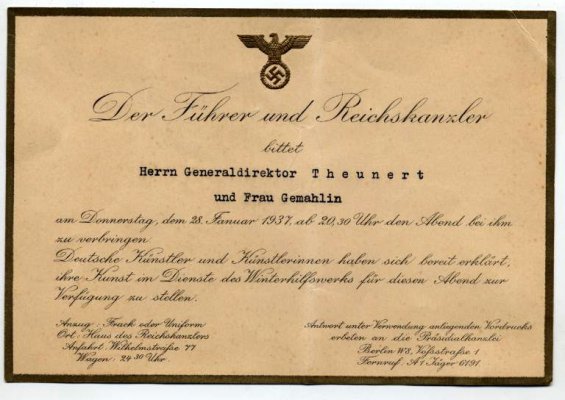 Der Führer und Reichskanzler
bittet
Herrn Generaldirektor Theunert
und Frau Gemahlin
am Donnerstag, dem 28. Januar 1937, ab 20,30 Uhr den Abend bei ihm
zu verbringen
Deutsche Künstler und Künstlerinnen haben sich bereit erklärt,
ihre Kunst im Dienste des Winterhilfswerks für diesen Abend zur
Verfügung zu stellen.
Anzug: Frack oder Uniform
Ort: Haus des Reichskanzlers
Anfahrt: Wilhelmstraße 77
Wagen: 24 30 Uhr
Antwort unter Verwendung anliegenden Vordrucks
erbeten an die Präsidialkanzlei
Berlin W8, Voßstraße 1
Fernruf: A1 Jäger 6191